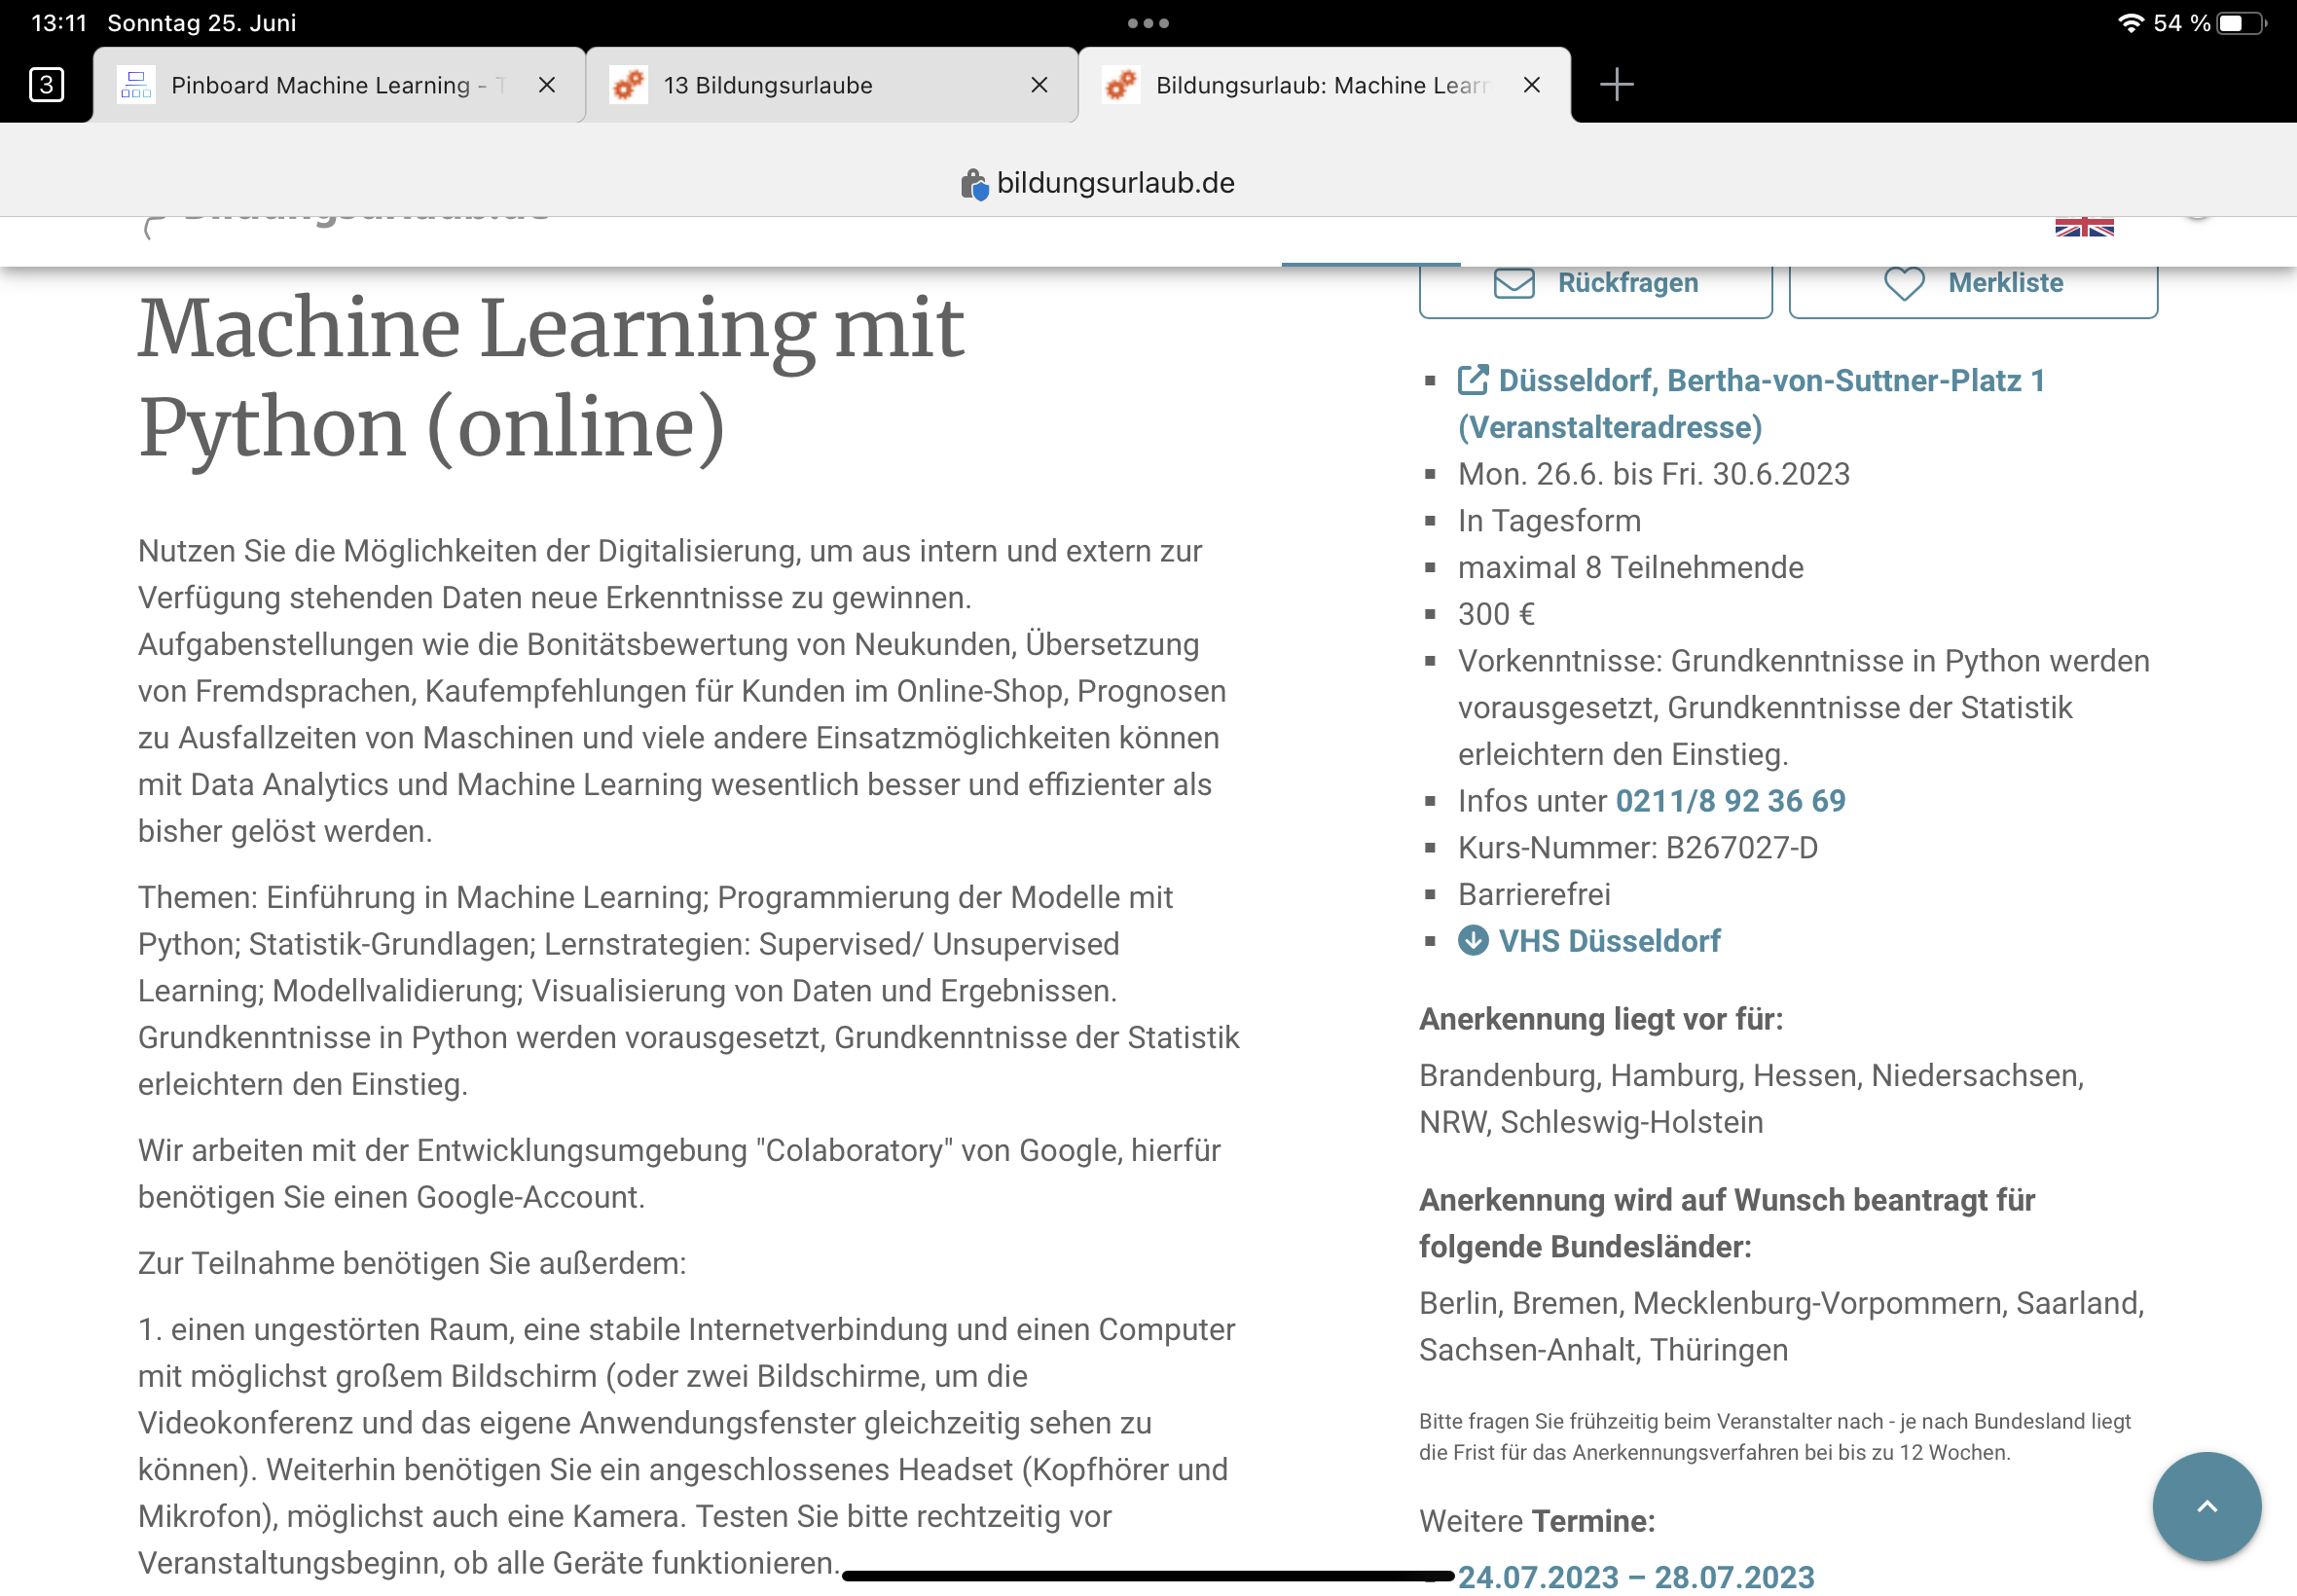 13:11 Sonntag 25. Juni
54 %
3
Pinboard Machine Learning -
13 Bildungsurlaube
Bildungsurlaub: Machine Lear
bildungsurlaub.de
Machine Learning mit
Python (online)
Nutzen Sie die Möglichkeiten der Digitalisierung, um aus intern und extern zur
Verfügung stehenden Daten neue Erkenntnisse zu gewinnen.
Aufgabenstellungen wie die Bonitätsbewertung von Neukunden, Übersetzung
von Fremdsprachen, Kaufempfehlungen für Kunden im Online-Shop, Prognosen
zu Ausfallzeiten von Maschinen und viele andere Einsatzmöglichkeiten können
mit Data Analytics und Machine Learning wesentlich besser und effizienter als
bisher gelöst werden.
Themen: Einführung in Machine Learning; Programmierung der Modelle mit
Python; Statistik-Grundlagen; Lernstrategien: Supervised/ Unsupervised
Learning; Modellvalidierung; Visualisierung von Daten und Ergebnissen.
Grundkenntnisse in Python werden vorausgesetzt, Grundkenntnisse der Statistik
erleichtern den Einstieg.
Wir arbeiten mit der Entwicklungsumgebung "Colaboratory" von Google, hierfür
benötigen Sie einen Google-Account.
Zur Teilnahme benötigen Sie außerdem:
1. einen ungestörten Raum, eine stabile Internetverbindung und einen Computer
mit möglichst großem Bildschirm (oder zwei Bildschirme, um die
Videokonferenz und das eigene Anwendungsfenster gleichzeitig sehen zu
können). Weiterhin benötigen Sie ein angeschlossenes Headset (Kopfhörer und
Mikrofon), möglichst auch eine Kamera. Testen Sie bitte rechtzeitig vor
Veranstaltungsbeginn, ob alle Geräte funktionieren.
Rückfragen
Merkliste
Düsseldorf, Bertha-von-Suttner-Platz 1
(Veranstalteradresse)
Mon. 26.6. bis Fri. 30.6.2023
In Tagesform
maximal 8 Teilnehmende
300 €
Vorkenntnisse: Grundkenntnisse in Python werden
vorausgesetzt, Grundkenntnisse der Statistik
erleichtern den Einstieg.
Infos unter 0211/8 92 36 69
Kurs-Nummer: B267027-D
Barrierefrei
VHS Düsseldorf
Anerkennung liegt vor für:
Brandenburg, Hamburg, Hessen, Niedersachsen,
NRW, Schleswig-Holstein
Anerkennung wird auf Wunsch beantragt für
folgende Bundesländer:
Berlin, Bremen, Mecklenburg-Vorpommern, Saarland,
Sachsen-Anhalt, Thüringen
Bitte fragen Sie frühzeitig beim Veranstalter nach - je nach Bundesland liegt
die Frist für das Anerkennungsverfahren bei bis zu 12 Wochen.
Weitere Termine:
24.07.2023 – 28.07.2023